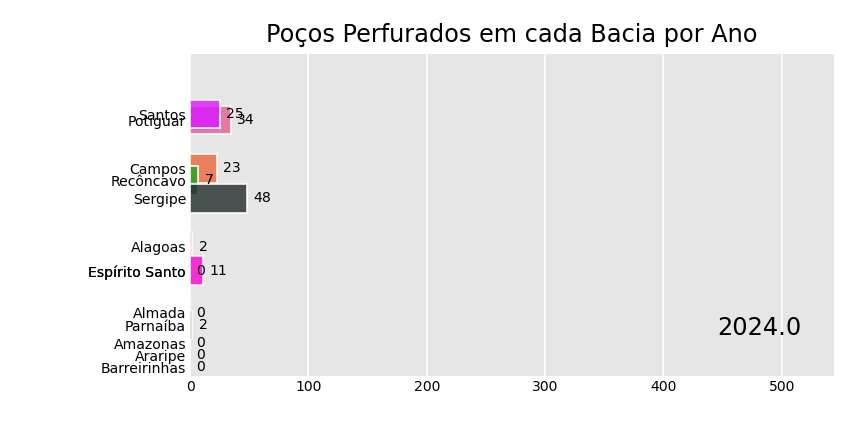 Poços Perfurados em cada Bacia por Ano
Santos 25
Potiguar 34
Campos 23
Recôncavo 7
Sergipe 48
Alagoas 2
Espírito Santo 0 11
Almada 0
Parnaíba 2
2024.0
Amazonas 0
Araripe 0
Barreirinhas 0
0 100 200 300 400 500